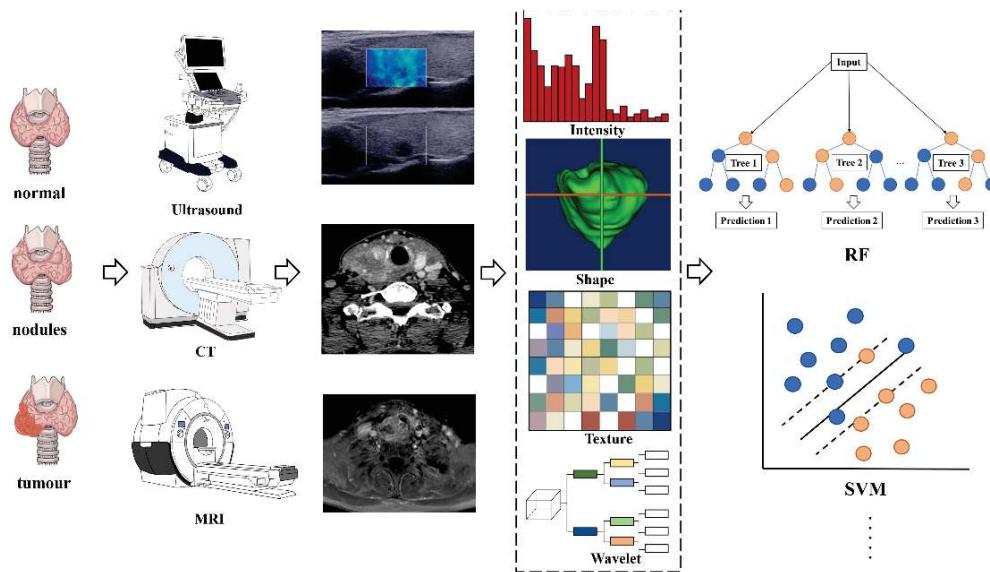 normal
nodules
tumour
Ultrasound
CT
MRI
Intensity
Shape
Texture
Wavelet
Input
Tree 1
Tree 2
...
Tree 3
Prediction 1
Prediction 2
Prediction 3
RF
SVM